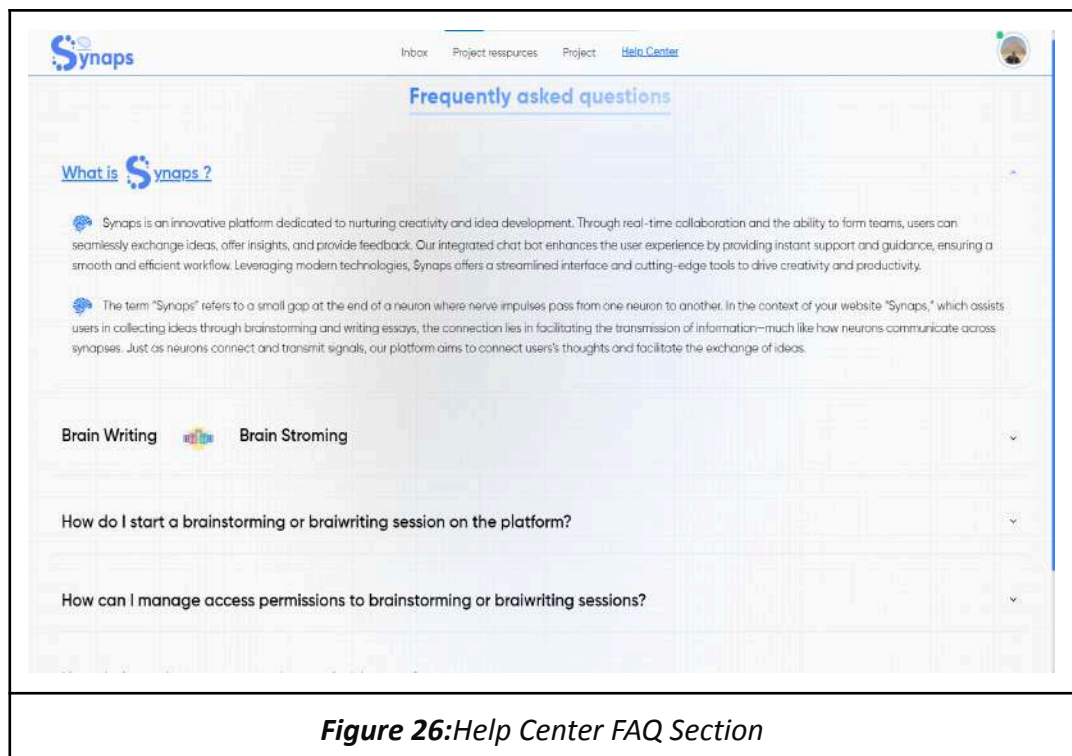 Synaps
Inbox Project resspurces Project Help Center
Frequently asked questions
What is Synaps ?
Synaps is an innovative platform dedicated to nurturing creativity and idea development. Through real-time collaboration and the ability to form teams, users can
seamlessly exchange ideas, offer insights, and provide feedback. Our integrated chat bot enhances the user experience by providing instant support and guidance, ensuring a
smooth and efficient workflow. Leveraging modern technologies, Synaps offers a streamlined interface and cutting-edge tools to drive creativity and productivity.
The term "Synaps" refers to a small gap at the end of a neuron where nerve impulses pass from one neuron to another. In the context of your website "Synaps," which assists
users in collecting ideas through brainstorming and writing essays, the connection lies in facilitating the transmission of information—much like how neurons communicate across
synapses. Just as neurons connect and transmit signals, our platform aims to connect users's thoughts and facilitate the exchange of ideas.
Brain Writing Brain Stroming
How do I start a brainstorming or braiwriting session on the platform?
How can I manage access permissions to brainstorming or braiwriting sessions?
Figure 26:Help Center FAQ Section